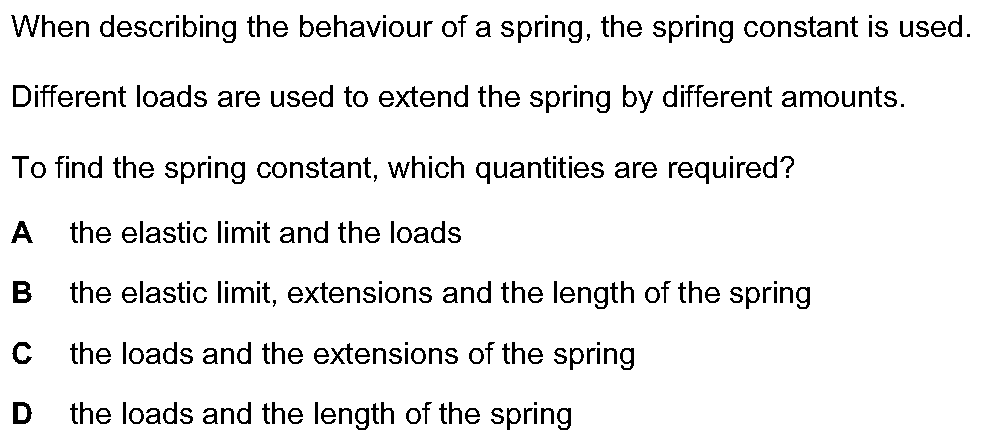 When describing the behaviour of a spring, the spring constant is used.
Different loads are used to extend the spring by different amounts.
To find the spring constant, which quantities are required?
A the elastic limit and the loads
B the elastic limit, extensions and the length of the spring
C the loads and the extensions of the spring
D the loads and the length of the spring